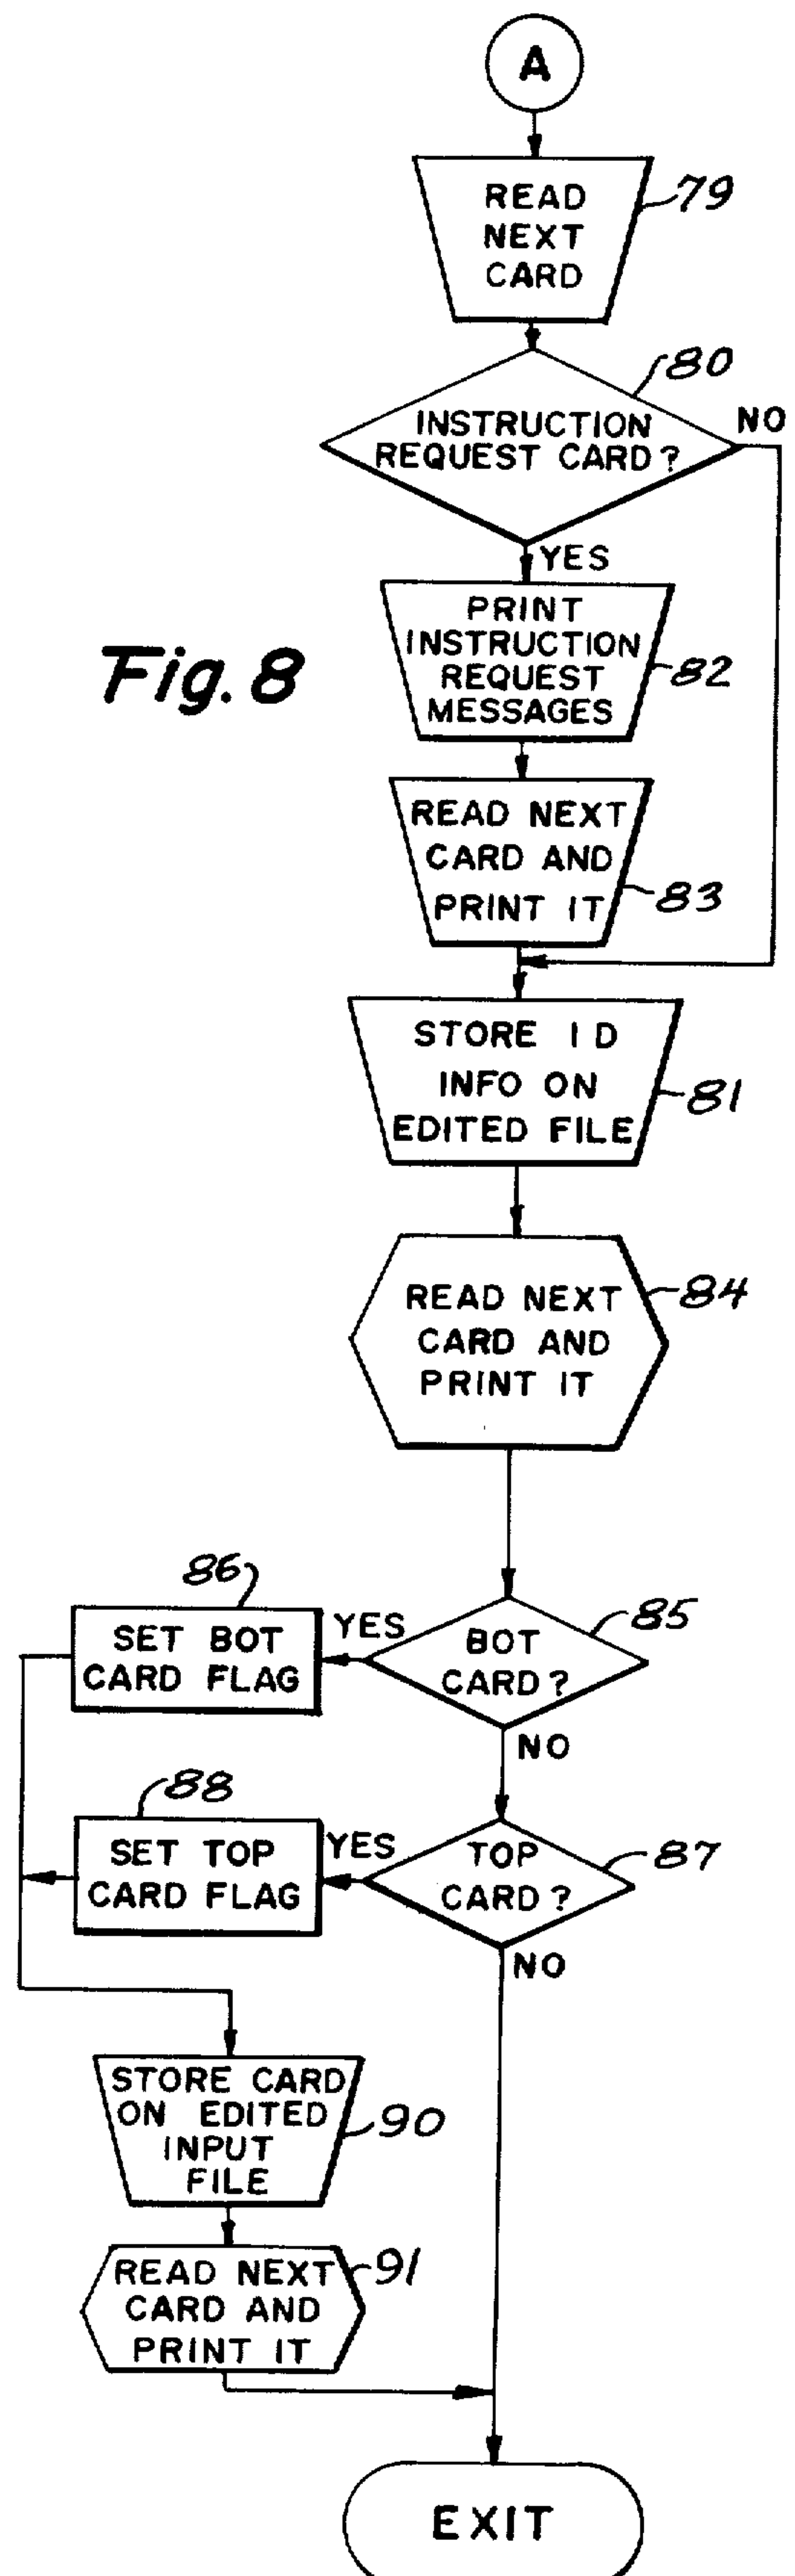 A
READ
NEXT
CARD
79
80
INSTRUCTION
REQUEST CARD?
NO
YES
PRINT
INSTRUCTION
REQUEST
MESSAGES
82
Fig. 8
READ NEXT
CARD AND
PRINT IT
83
STORE ID
INFO ON
EDITED FILE
81
READ NEXT
CARD AND
PRINT IT
84
86
SET BOT
CARD FLAG
YES
BOT
CARD?
85
NO
88
SET TOP
CARD FLAG
YES
TOP
CARD?
87
NO
STORE CARD
ON EDITED
INPUT
FILE
90
READ NEXT
CARD AND
PRINT IT
91
EXIT